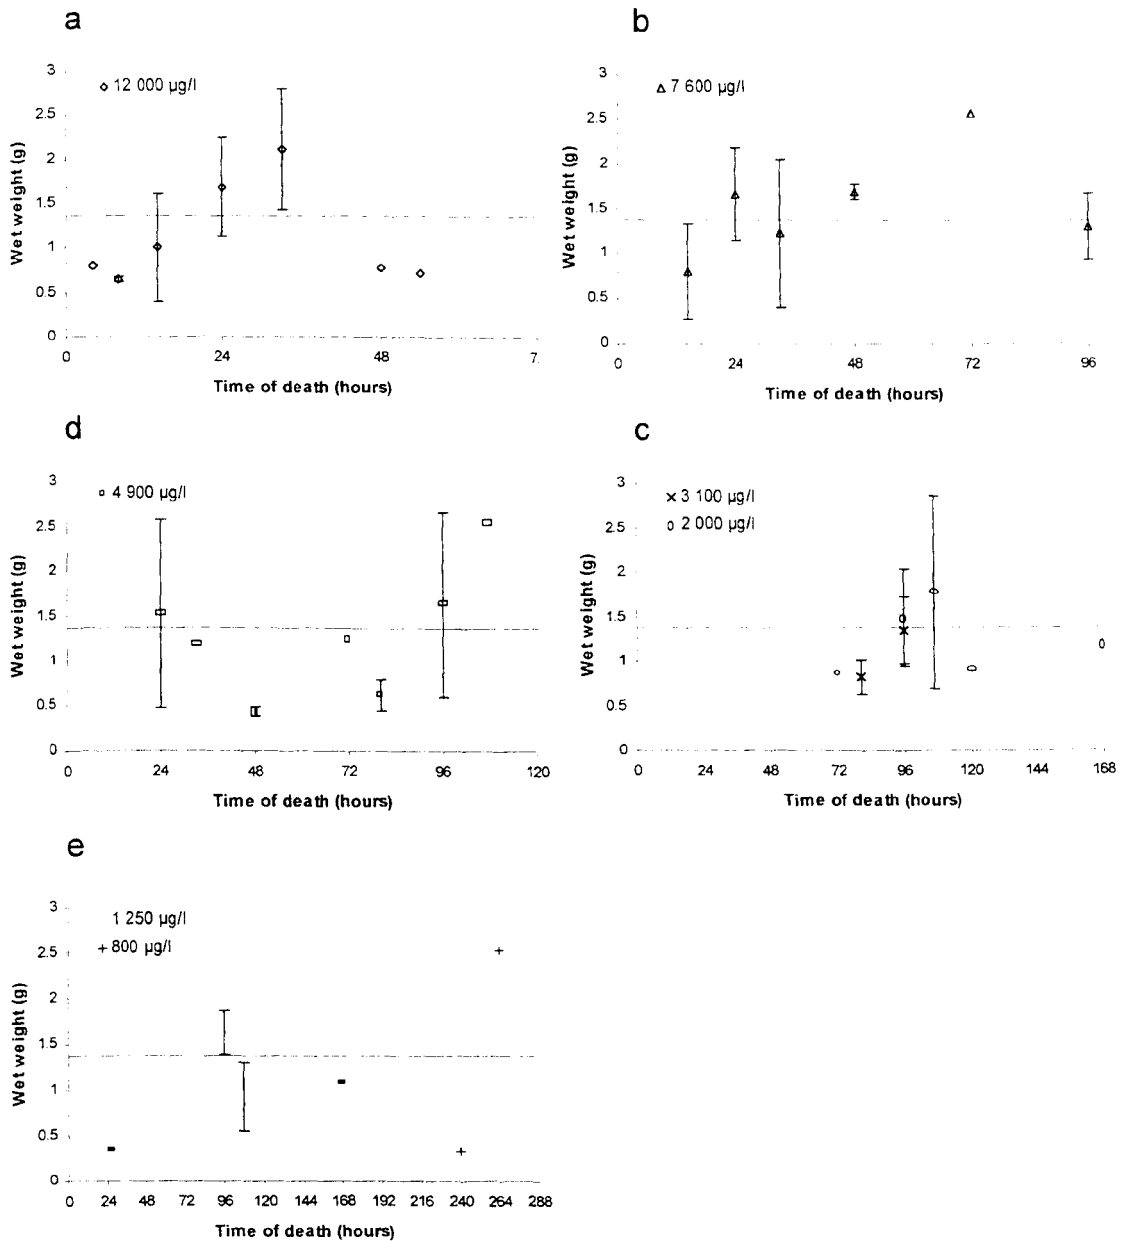 a
12 000 µg/l
Wet weight (g)
3
2.5
2
1.5
1
0.5
0
0 24 48 7
Time of death (hours)
b
7 600 µg/l
Wet weight (g)
3
2.5
2
1.5
1
0.5
0
0 24 48 72 96
Time of death (hours)
d
4 900 µg/l
Wet weight (g)
3
2.5
2
1.5
1
0.5
0
0 24 48 72 96 120
Time of death (hours)
c
3 100 µg/l
2 000 µg/l
Wet weight (g)
3
2.5
2
1.5
1
0.5
0
0 24 48 72 96 120 144 168
Time of death (hours)
e
1 250 µg/l
800 µg/l
Wet weight (g)
3
2.5
2
1.5
1
0.5
0
0 24 48 72 96 120 144 168 192 216 240 264 288
Time of death (hours)